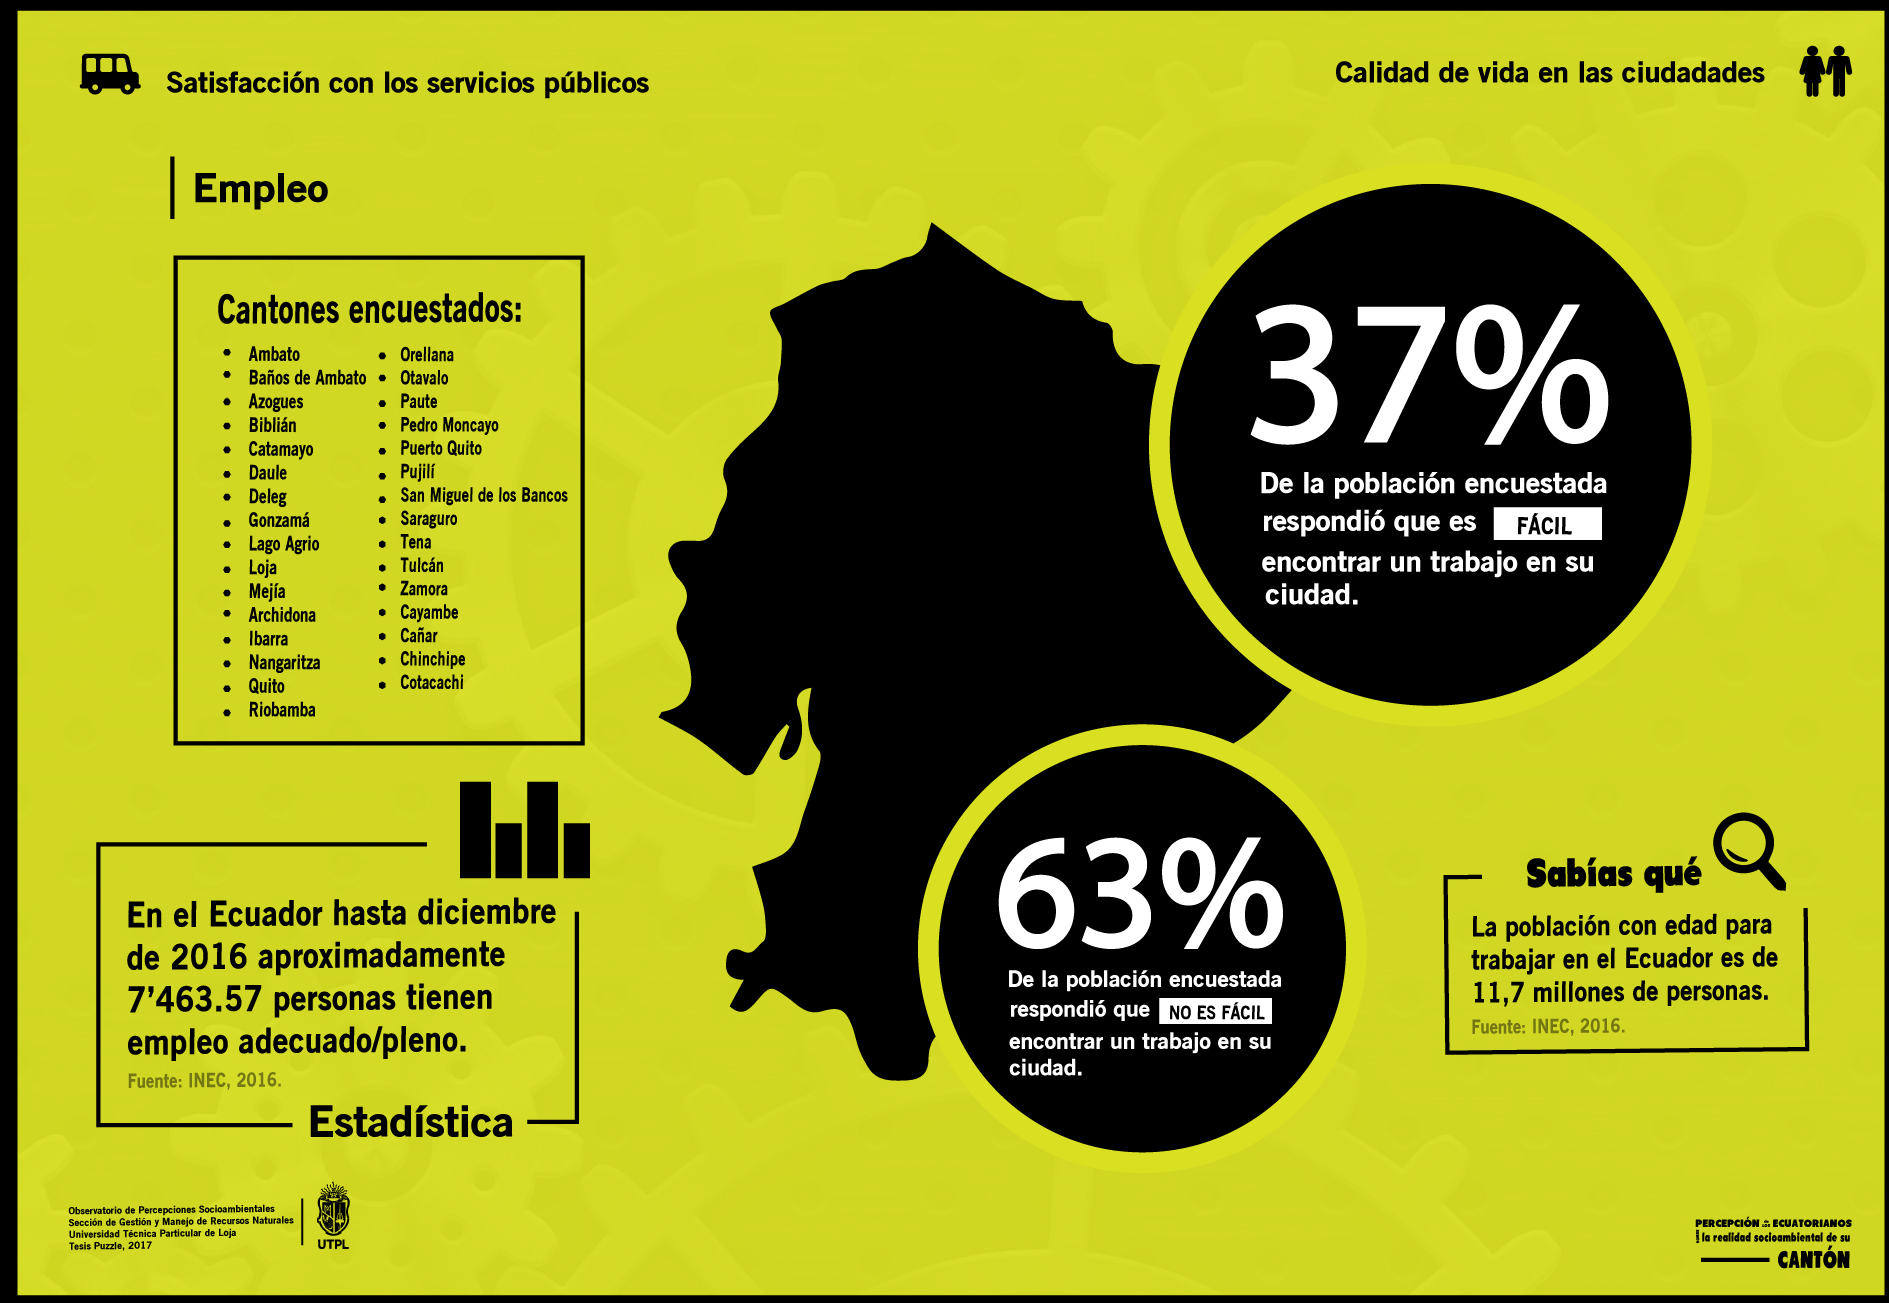 Satisfacción con los servicios públicos
Calidad de vida en las ciudadades
Empleo
Cantones encuestados:
Ambato
Baños de Ambato
Azogues
Biblián
Catamayo
Daule
Deleg
Gonzamá
Lago Agrio
Loja
Mejía
Archidona
Ibarra
Nangaritza
Quito
Riobamba
Orellana
Otavalo
Paute
Pedro Moncayo
Puerto Quito
Pujilí
San Miguel de los Bancos
Saraguro
Tena
Tulcán
Zamora
Cayambe
Cañar
Chinchipe
Cotacachi
37%
De la población encuestada
respondió que es FÁCIL
encontrar un trabajo en su
ciudad.
63%
De la población encuestada
respondió que NO ES FÁCIL
encontrar un trabajo en su
ciudad.
En el Ecuador hasta diciembre
de 2016 aproximadamente
7’463.57 personas tienen
empleo adecuado/pleno.
Fuente: INEC, 2016.
Estadística
Sabías qué
La población con edad para
trabajar en el Ecuador es de
11,7 millones de personas.
Fuente: INEC, 2016.
Observatorio de Percepciones Socioambientales
Sección de Gestión y Manejo de Recursos Naturales
Universidad Técnica Particular de Loja
Tesis Puzzle, 2017
UTPL
PERCEPCIÓN ECUATORIANOS
la realidad socioambiental de su
CANTÓN